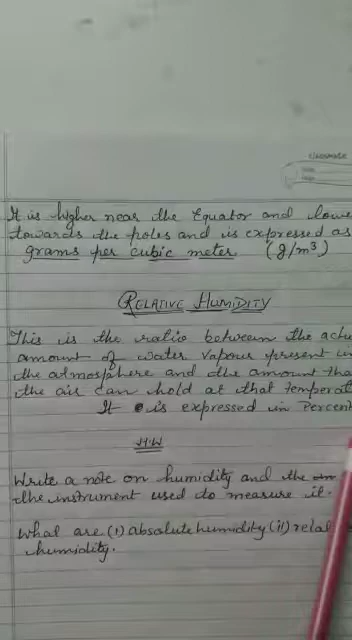 classmate
It is higher near the Equator and lowe
towards the poles and is expressed as
grams per cubic meter (g/m³)
RELATIVE HUMIDITY
This is the ratio between the actu
amount of water vapour present in
the atmosphere and the amount tha
the air can hold at that temperat
It is expressed in Percent
H.W
Write a note on humidity and the
the instrument used to measure it.
What are (i) absolute humidity (ii) relat
humidity.